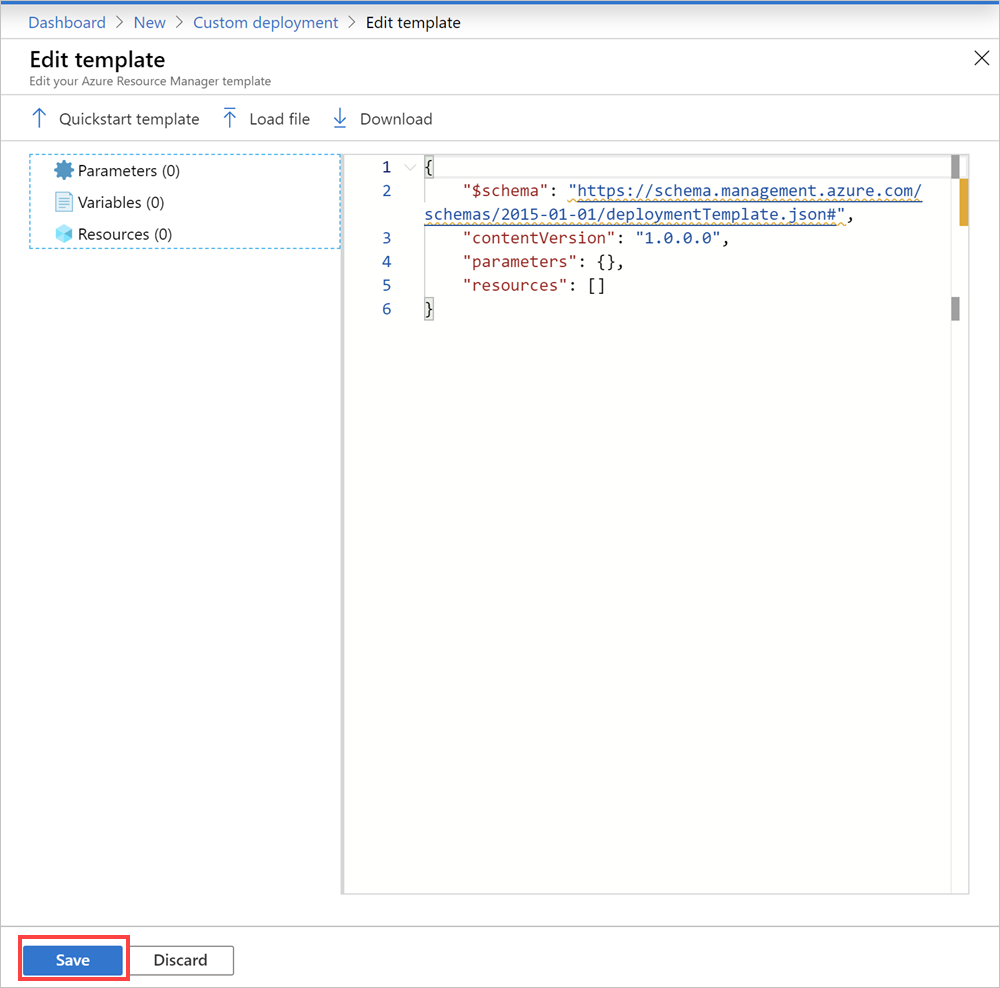 Dashboard > New > Custom deployment > Edit template
Edit template
Edit your Azure Resource Manager template
Quickstart template Load file Download
Parameters (0)
Variables (0)
Resources (0)
1 {
2 "$schema": "https://schema.management.azure.com/
schemas/2015-01-01/deploymentTemplate.json#",
3 "contentVersion": "1.0.0.0",
4 "parameters": {},
5 "resources": []
6 }
Save Discard